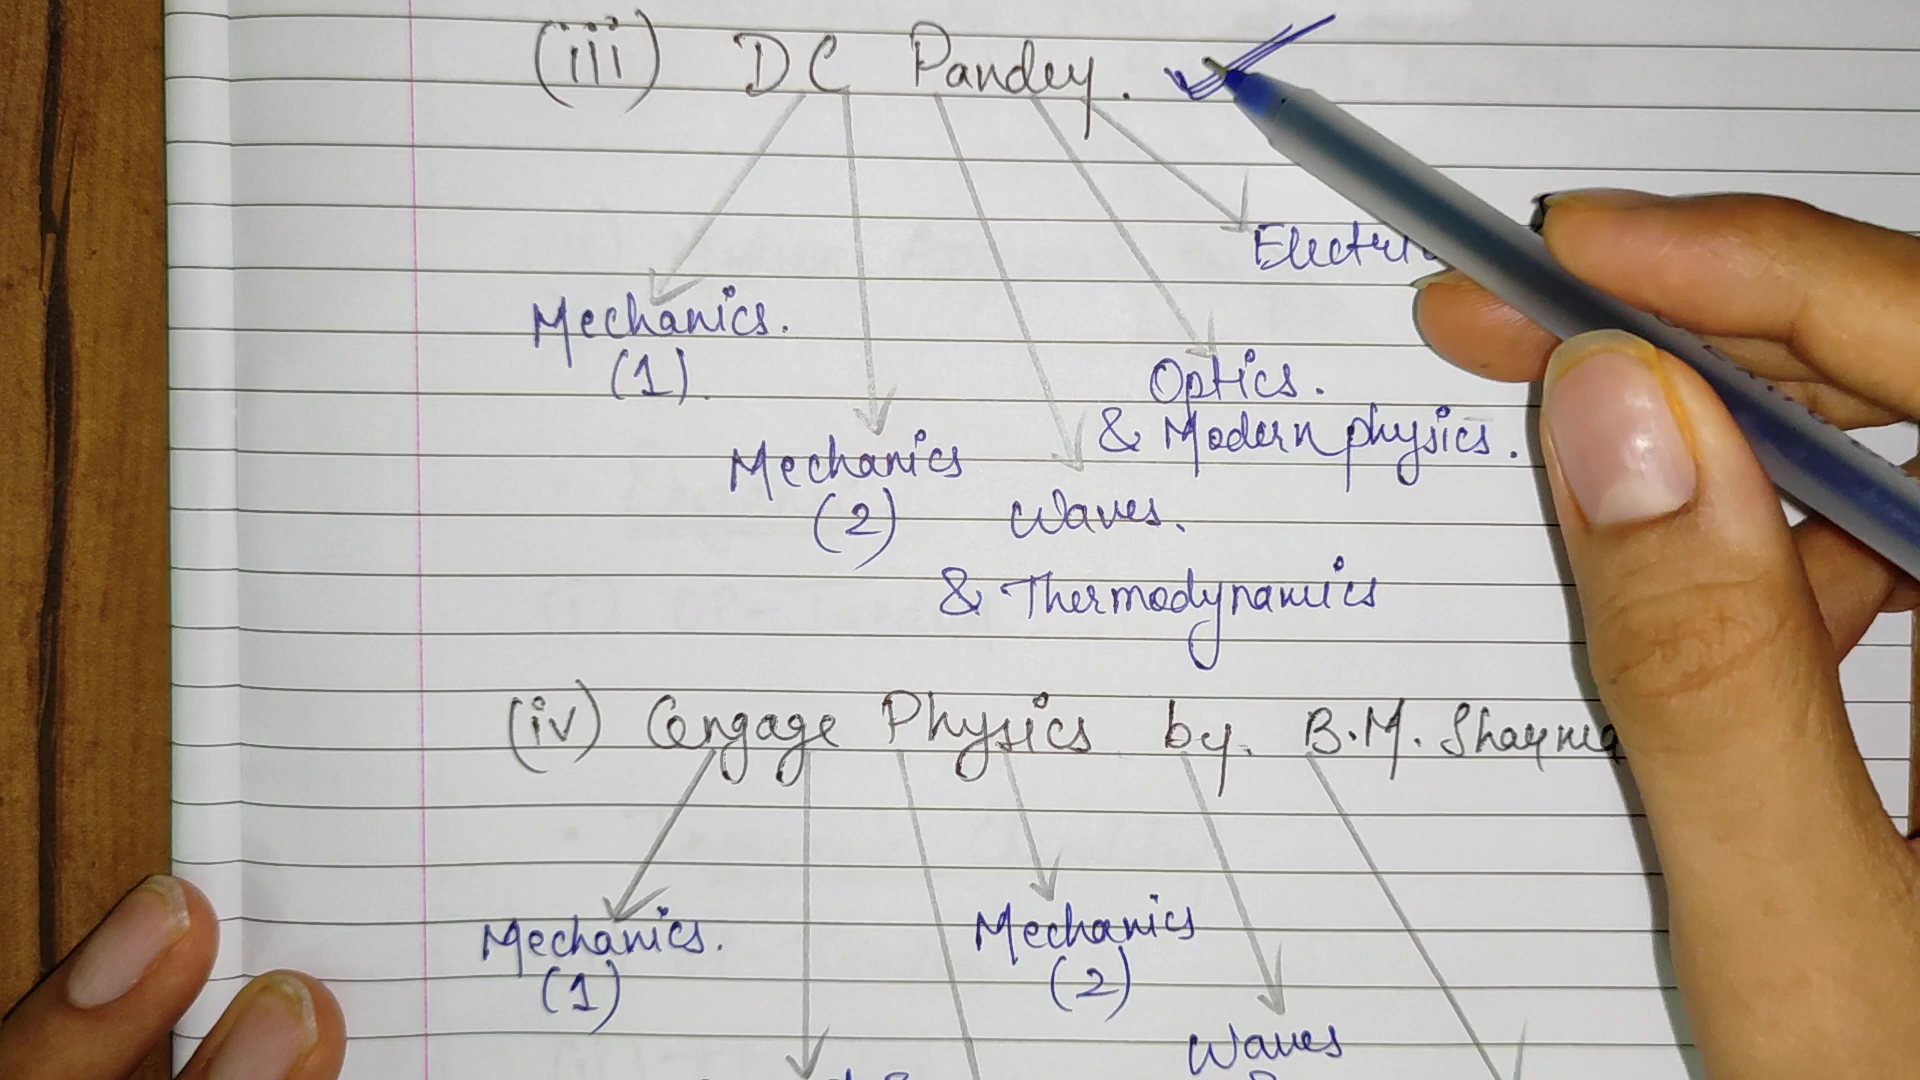 (iii) DC Pandey.
Mechanics.
(1).
Mechanics
(2)
Waves.
& Thermodynamics
Optics.
& Modern physics.
(iv) Cengage Physics by. B.M. Sharma
Mechanics.
(1)
Mechanics
(2)
Waves